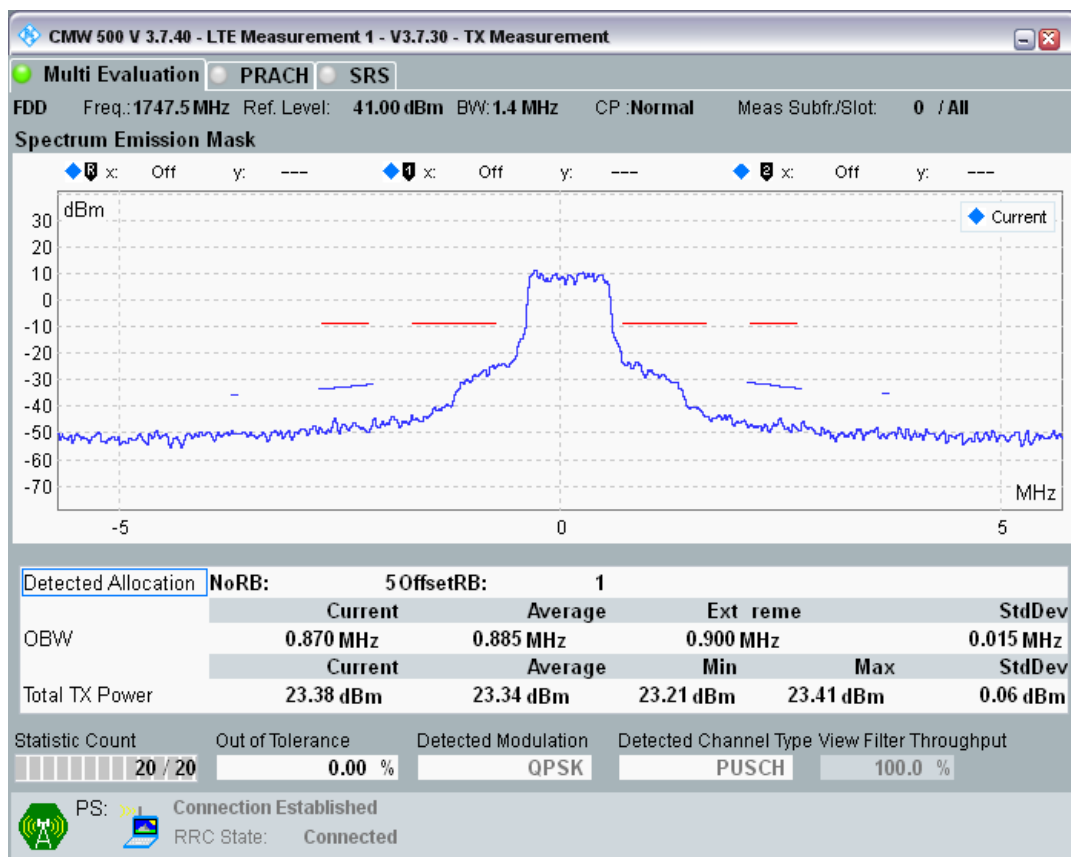 CMW 500 V 3.7.40 - LTE Measurement 1 - V3.7.30 - TX Measurement
Multi Evaluation PRACH SRS
FDD Freq.: 1747.5 MHz Ref. Level: 41.00 dBm BW: 1.4 MHz CP :Normal Meas Subfr./Slot: 0 / All
Spectrum Emission Mask
R x: Off y: --- 1 x: Off y: --- 2 x: Off y: ---
dBm
Current
30
20
10
0
-10
-20
-30
-40
-50
-60
-70
MHz
-5 0 5
Detected Allocation NoRB: 5 OffsetRB: 1
Current Average Ext reme StdDev
OBW 0.870 MHz 0.885 MHz 0.900 MHz 0.015 MHz
Current Average Min Max StdDev
Total TX Power 23.38 dBm 23.34 dBm 23.21 dBm 23.41 dBm 0.06 dBm
Statistic Count Out of Tolerance Detected Modulation Detected Channel Type View Filter Throughput
20 / 20 0.00 % QPSK PUSCH 100.0 %
PS: Connection Established
RRC State: Connected